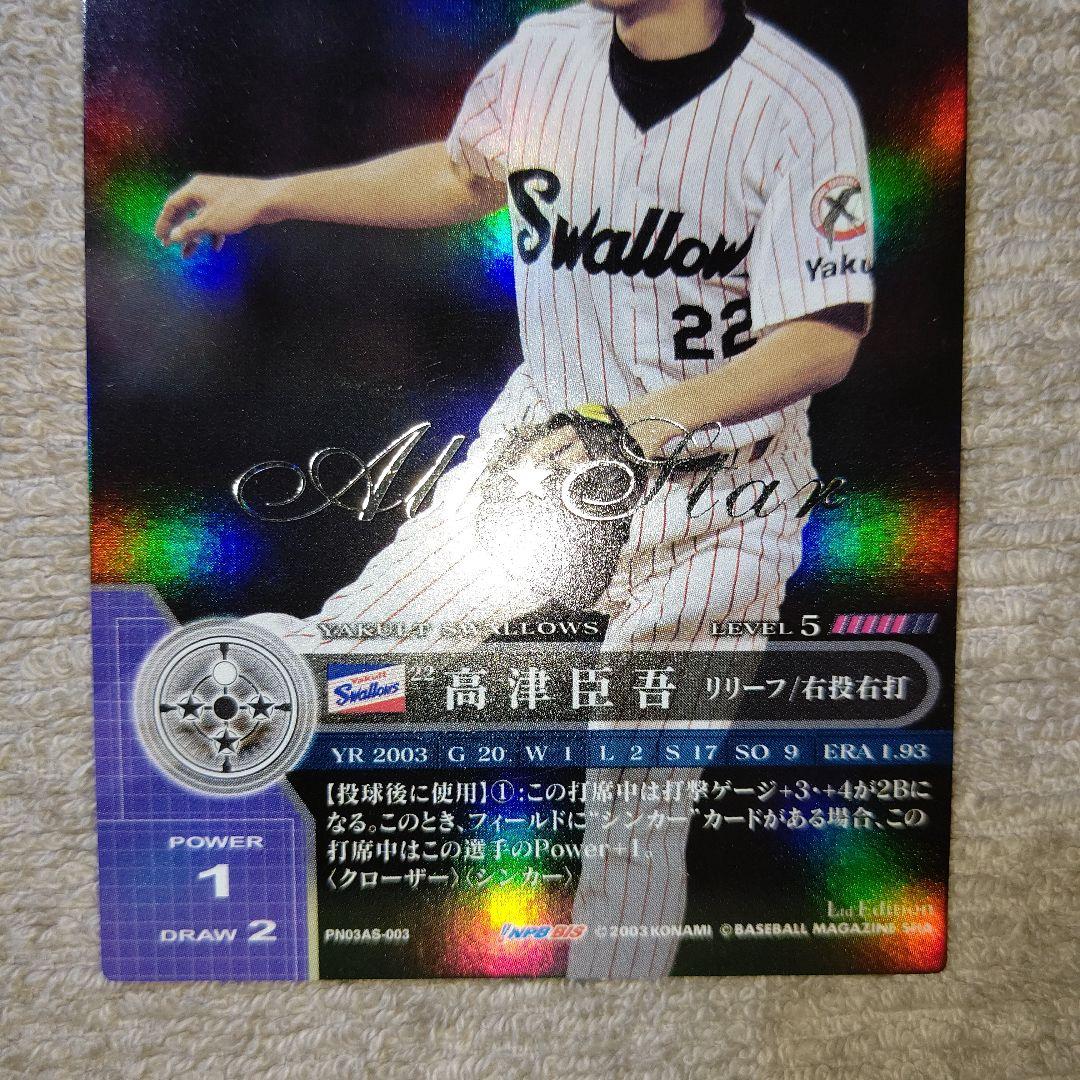 Swallows
Yaku
22
All★Star
YAKULT SWALLOWS
LEVEL 5
Yakult Swallows
22 高津臣吾 リリーフ/右投右打
YR 2003 G 20 W 1 L 2 S 17 SO 9 ERA 1.93
【投球後に使用】①:この打席中は打撃ゲージ+3・+4が2Bに
なる。このとき、フィールドに“シンカー”カードがある場合、この
打席中はこの選手のPower+1。
〈クローザー〉〈シンカー〉
POWER
1
DRAW 2
Ltd Edition
PN03AS-003 NPB BIS ©2003 KONAMI ©BASEBALL MAGAZINE SHA